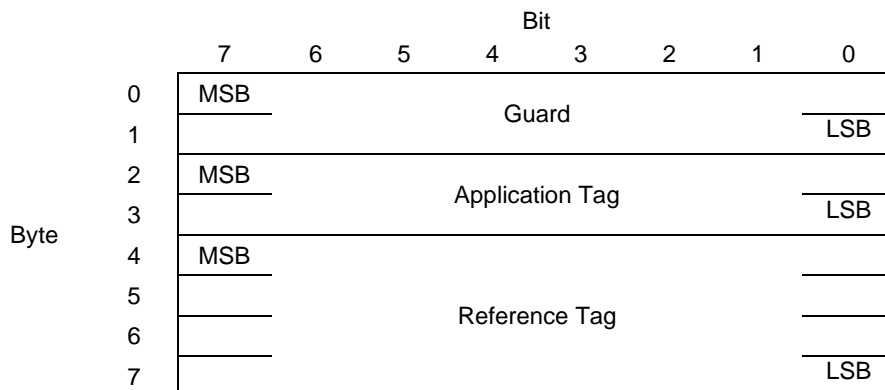 Bit
7 6 5 4 3 2 1 0
0 MSB
Guard
1 LSB
2 MSB
Application Tag
3 LSB
Byte
4 MSB
5
Reference Tag
6
7 LSB